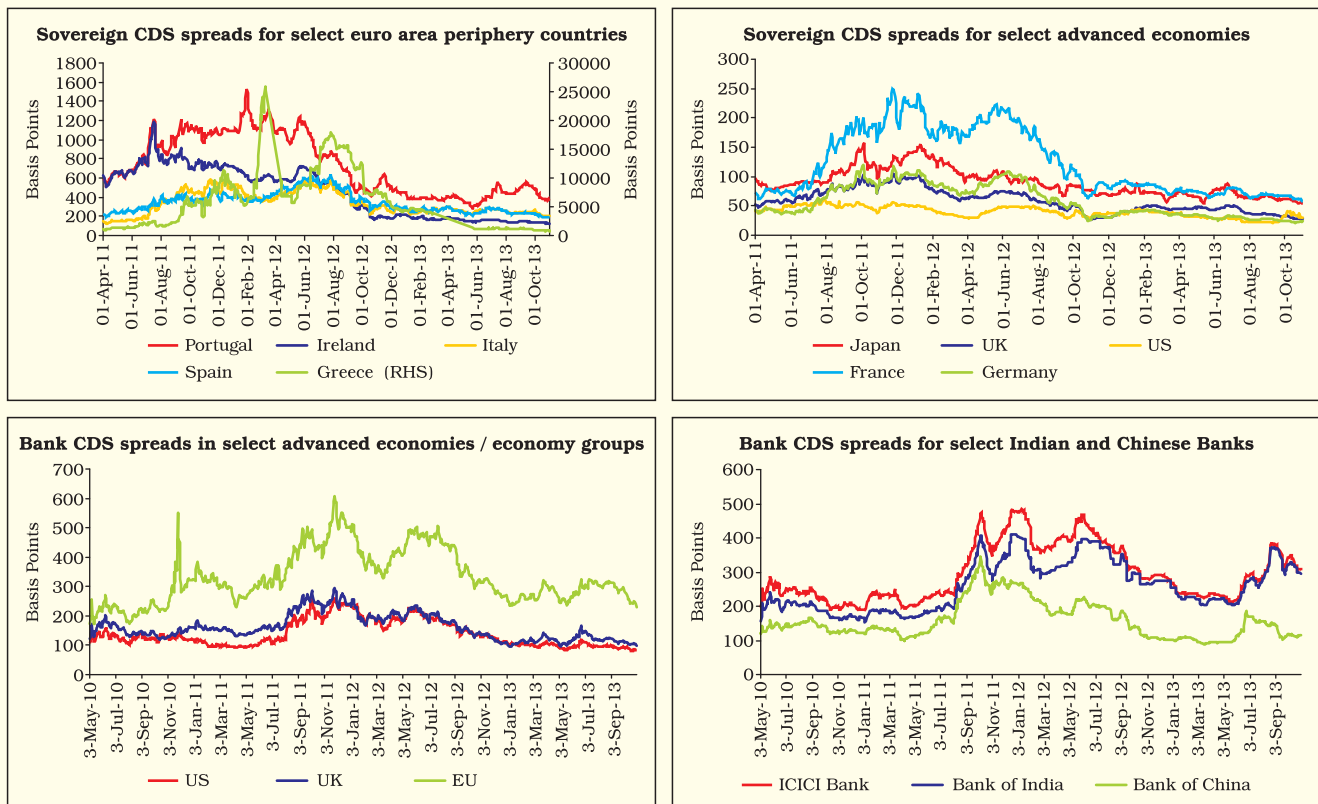 Sovereign CDS spreads for select euro area periphery countries
1800
1600
1400
1200
1000
800
600
400
200
0
Basis Points
30000
25000
20000
15000
10000
5000
0
Basis Points
01-Apr-11
01-Jun-11
01-Aug-11
01-Oct-11
01-Dec-11
01-Feb-12
01-Apr-12
01-Jun-12
01-Aug-12
01-Oct-12
01-Dec-12
01-Feb-13
01-Apr-13
01-Jun-13
01-Aug-13
01-Oct-13
Portugal Ireland Italy
Spain Greece (RHS)
Sovereign CDS spreads for select advanced economies
300
250
200
150
100
50
0
Basis Points
01-Apr-11
01-Jun-11
01-Aug-11
01-Oct-11
01-Dec-11
01-Feb-12
01-Apr-12
01-Jun-12
01-Aug-12
01-Oct-12
01-Dec-12
01-Feb-13
01-Apr-13
01-Jun-13
01-Aug-13
01-Oct-13
Japan UK US
France Germany
Bank CDS spreads in select advanced economies / economy groups
700
600
500
400
300
200
100
0
Basis Points
3-May-10
3-Jul-10
3-Sep-10
3-Nov-10
3-Jan-11
3-Mar-11
3-May-11
3-Jul-11
3-Sep-11
3-Nov-11
3-Jan-12
3-Mar-12
3-May-12
3-Jul-12
3-Sep-12
3-Nov-12
3-Jan-13
3-Mar-13
3-May-13
3-Jul-13
3-Sep-13
US UK EU
Bank CDS spreads for select Indian and Chinese Banks
600
500
400
300
200
100
0
Basis Points
3-May-10
3-Jul-10
3-Sep-10
3-Nov-10
3-Jan-11
3-Mar-11
3-May-11
3-Jul-11
3-Sep-11
3-Nov-11
3-Jan-12
3-Mar-12
3-May-12
3-Jul-12
3-Sep-12
3-Nov-12
3-Jan-13
3-Mar-13
3-May-13
3-Jul-13
3-Sep-13
ICICI Bank Bank of India Bank of China